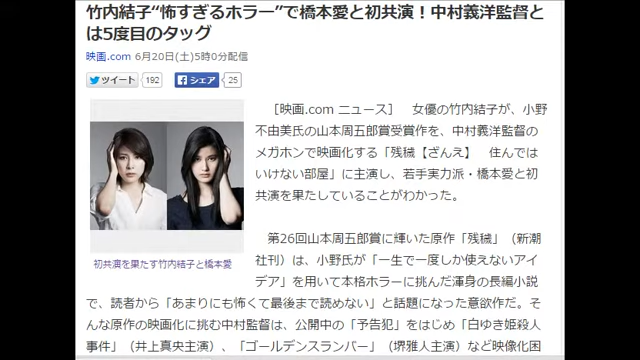 竹内結子“怖すぎるホラー”で橋本愛と初共演！中村義洋監督と
は5度目のタッグ
映画.com 6月20日(土)5時0分配信
ツイート 192 シェア 25
［映画.com ニュース］ 女優の竹内結子が、小野
不由美氏の山本周五郎賞受賞作を、中村義洋監督の
メガホンで映画化する「残穢【ざんえ】 住んでは
いけない部屋」に主演し、若手実力派・橋本愛と初
共演を果たしていることがわかった。
初共演を果たす竹内結子と橋本愛
第26回山本周五郎賞に輝いた原作「残穢」（新潮
社刊）は、小野氏が「一生で一度しか使えないアイ
デア」を用いて本格ホラーに挑んだ渾身の長編小説
で、読者から「あまりにも怖くて最後まで読めない」と話題になった意欲作だ。そ
んな原作の映画化に挑む中村監督は、公開中の「予告犯」をはじめ「白ゆき姫殺人
事件」（井上真央主演）、「ゴールデンスランバー」（堺雅人主演）など映像化困